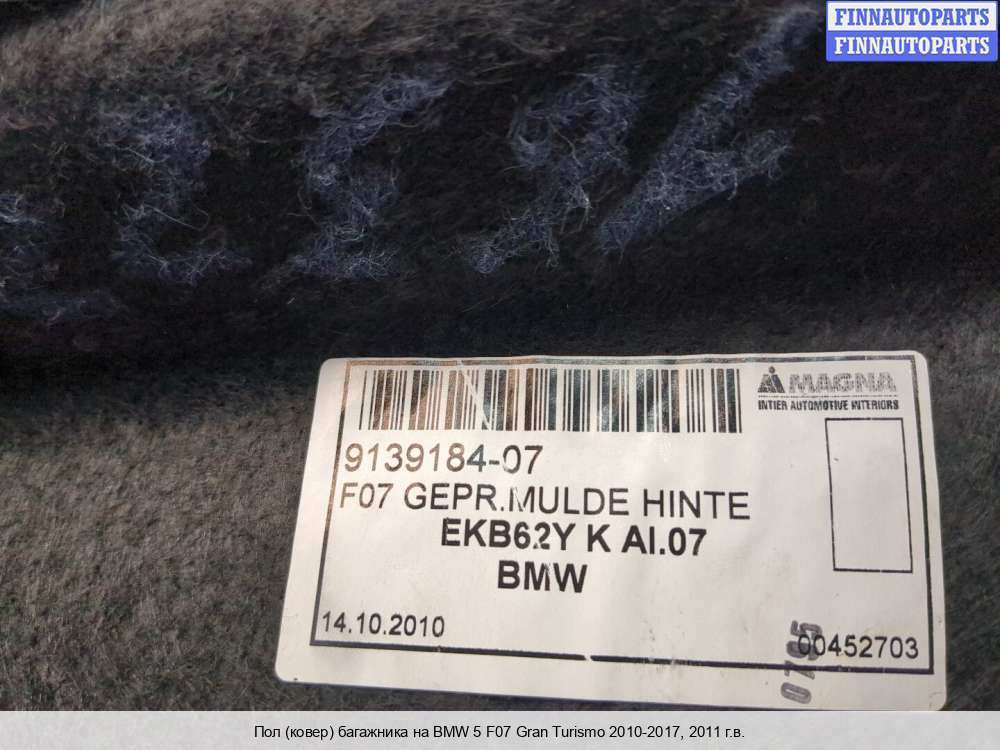 FINNAUTOPARTS
FINNAUTOPARTS
MAGNA
INTIER AUTOMOTIVE INTERIORS
9139184-07
F07 GEPR.MULDE HINTE
EKB62Y K AI.07
BMW
14.10.2010
00452703
0795
Пол (ковер) багажника на BMW 5 F07 Gran Turismo 2010-2017, 2011 г.в.